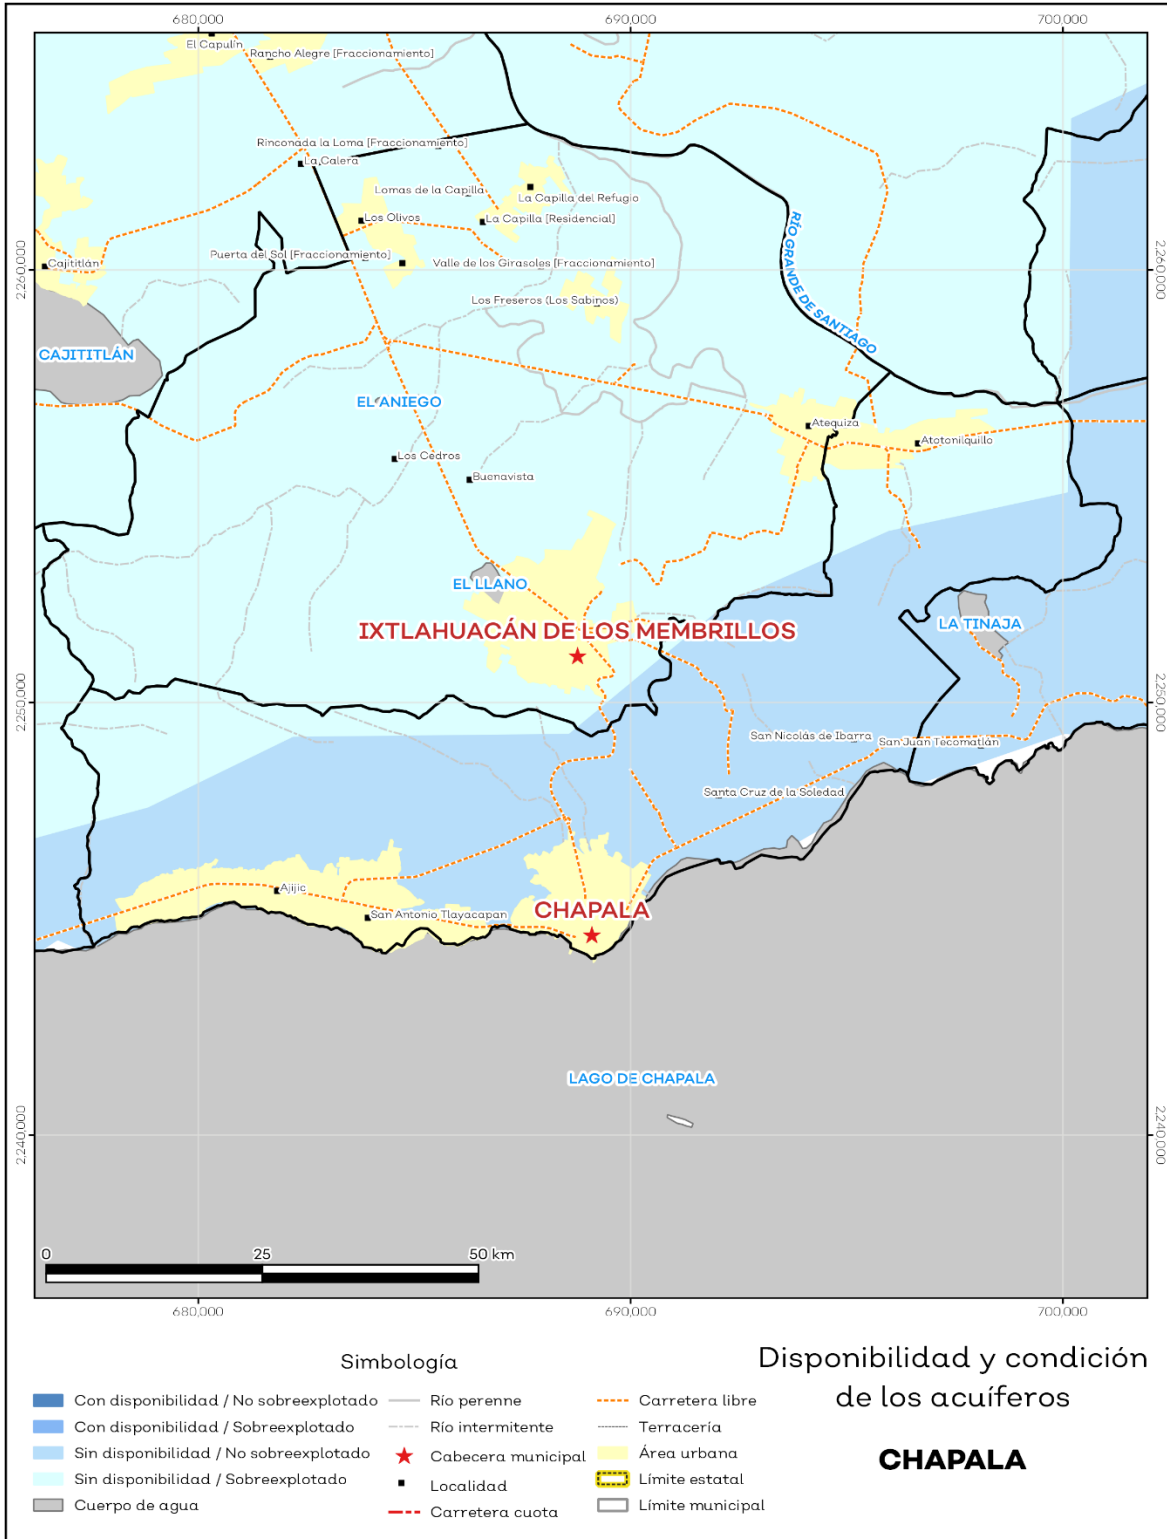 680,000
690,000
700,000
El Capulín
Rancho Alegre [Fraccionamiento]
Rinconada la Loma [Fraccionamiento]
La Calera
Lomas de la Capilla
La Capilla del Refugio
Los Olivos
La Capilla [Residencial]
RÍO GRANDE DE SANTIAGO
Puerta del Sol [Fraccionamiento]
Valle de los Girasoles [Fraccionamiento]
Cajititlán
2260,000
2260,000
Los Freseros (Los Sabinos)
CAJITITLÁN
EL ANIEGO
Atequiza
Atotonilquillo
Los Cedros
Buenavista
EL LLANO
LA TINAJA
IXTLAHUACÁN DE LOS MEMBRILLOS
2250,000
2250,000
San Nicolás de Ibarra
San Juan Tecomatlán
Santa Cruz de la Soledad
Ajijic
San Antonio Tlayacapan
CHAPALA
LAGO DE CHAPALA
2240,000
2240,000
0 25 50 km
680,000
690,000
700,000
Simbología
Con disponibilidad / No sobreexplotado
Con disponibilidad / Sobreexplotado
Sin disponibilidad / No sobreexplotado
Sin disponibilidad / Sobreexplotado
Cuerpo de agua
Río perenne
Río intermitente
Cabecera municipal
Localidad
Carretera cuota
Carretera libre
Terracería
Área urbana
Límite estatal
Límite municipal
Disponibilidad y condición
de los acuíferos
CHAPALA